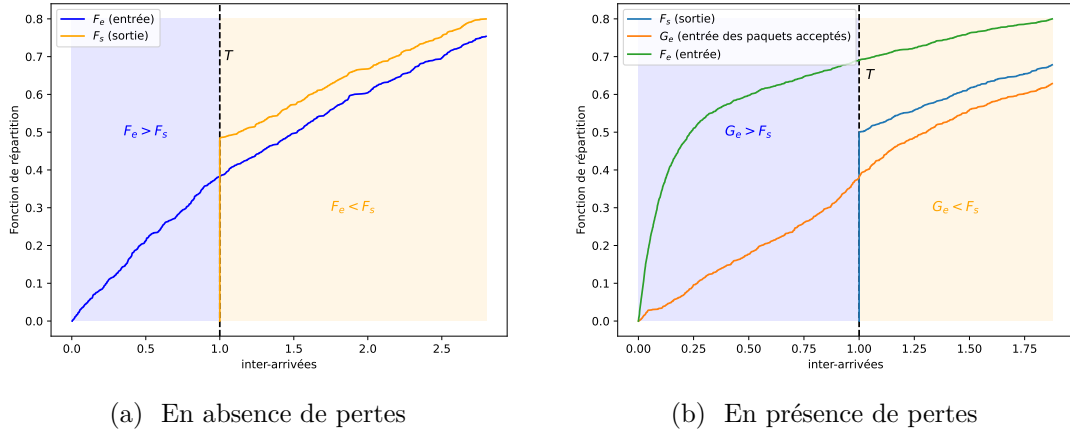 F_e (entrée)
F_s (sortie)
T
F_e > F_s
F_e < F_s
Fonction de répartition
0.8
0.7
0.6
0.5
0.4
0.3
0.2
0.1
0.0
0.0 0.5 1.0 1.5 2.0 2.5
inter-arrivées
(a) En absence de pertes
F_s (sortie)
G_e (entrée des paquets acceptés)
F_e (entrée)
T
G_e > F_s
G_e < F_s
Fonction de répartition
0.8
0.7
0.6
0.5
0.4
0.3
0.2
0.1
0.0
0.00 0.25 0.50 0.75 1.00 1.25 1.50 1.75
inter-arrivées
(b) En présence de pertes